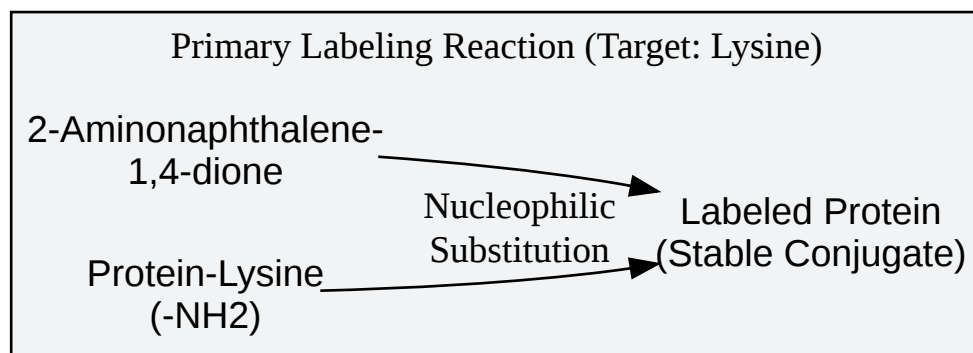 Primary Labeling Reaction (Target: Lysine)
2-Aminonaphthalene-
1,4-dione
Nucleophilic
Substitution
Labeled Protein
(Stable Conjugate)
Protein-Lysine
(-NH2)